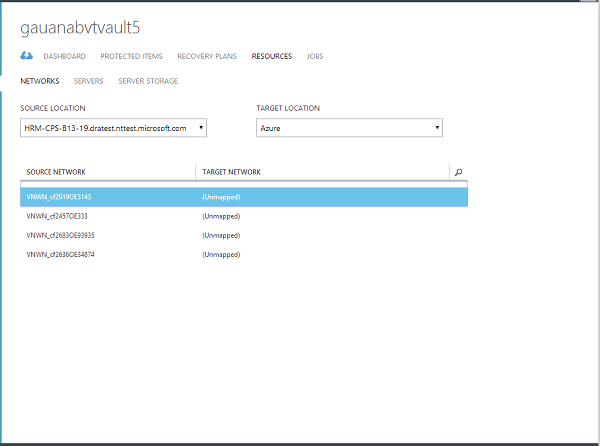 gauanabvtvault5
DASHBOARD PROTECTED ITEMS RECOVERY PLANS RESOURCES JOBS
NETWORKS SERVERS SERVER STORAGE
SOURCE LOCATION TARGET LOCATION
HRM-CPS-B13-19.dratest.nttest.microsoft.com Azure
SOURCE NETWORK TARGET NETWORK
VNWN_cf2919OE3143 (Unmapped)
VNWN_cf2457OE333 (Unmapped)
VNWN_cf2683OE93935 (Unmapped)
VNWN_cf2636OE34874 (Unmapped)